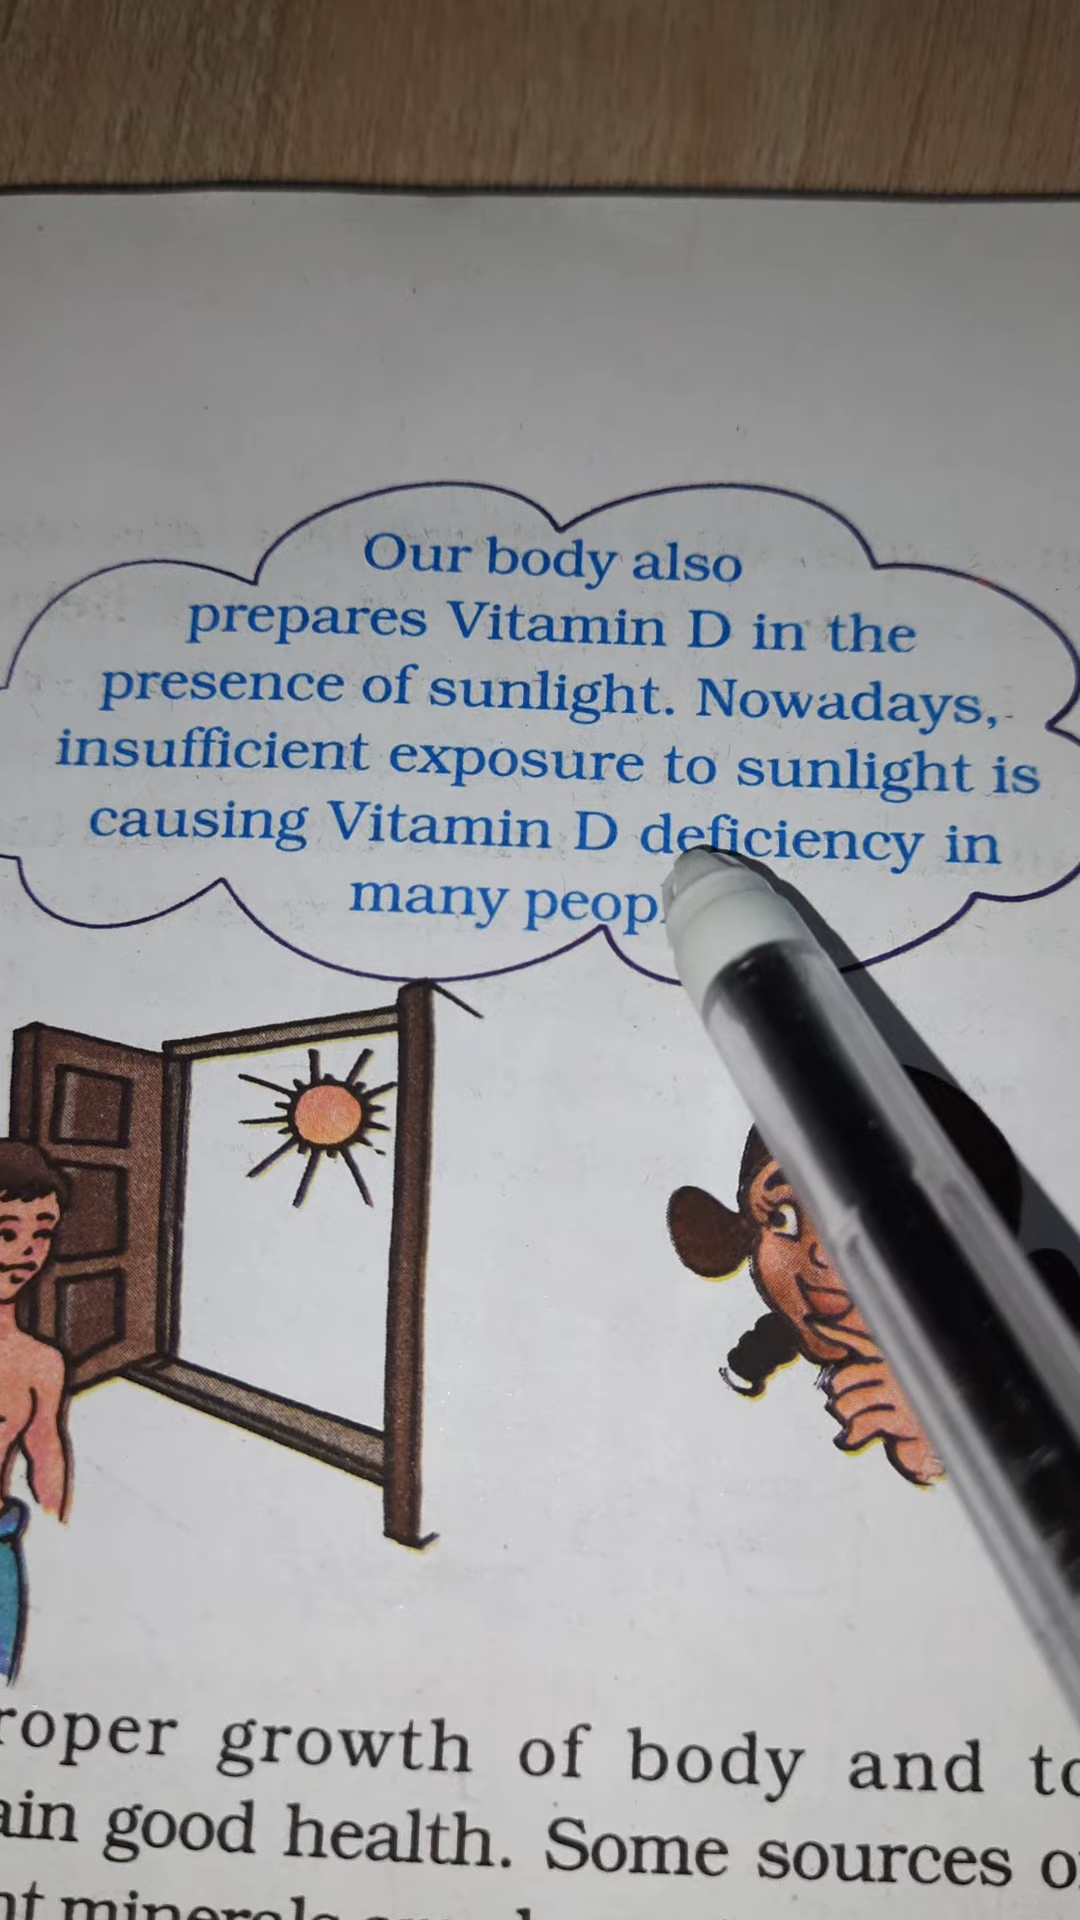 Our body also
prepares Vitamin D in the
presence of sunlight. Nowadays,
insufficient exposure to sunlight is
causing Vitamin D deficiency in
many
roper growth of body and to
ain good health. Some sources o
minerals